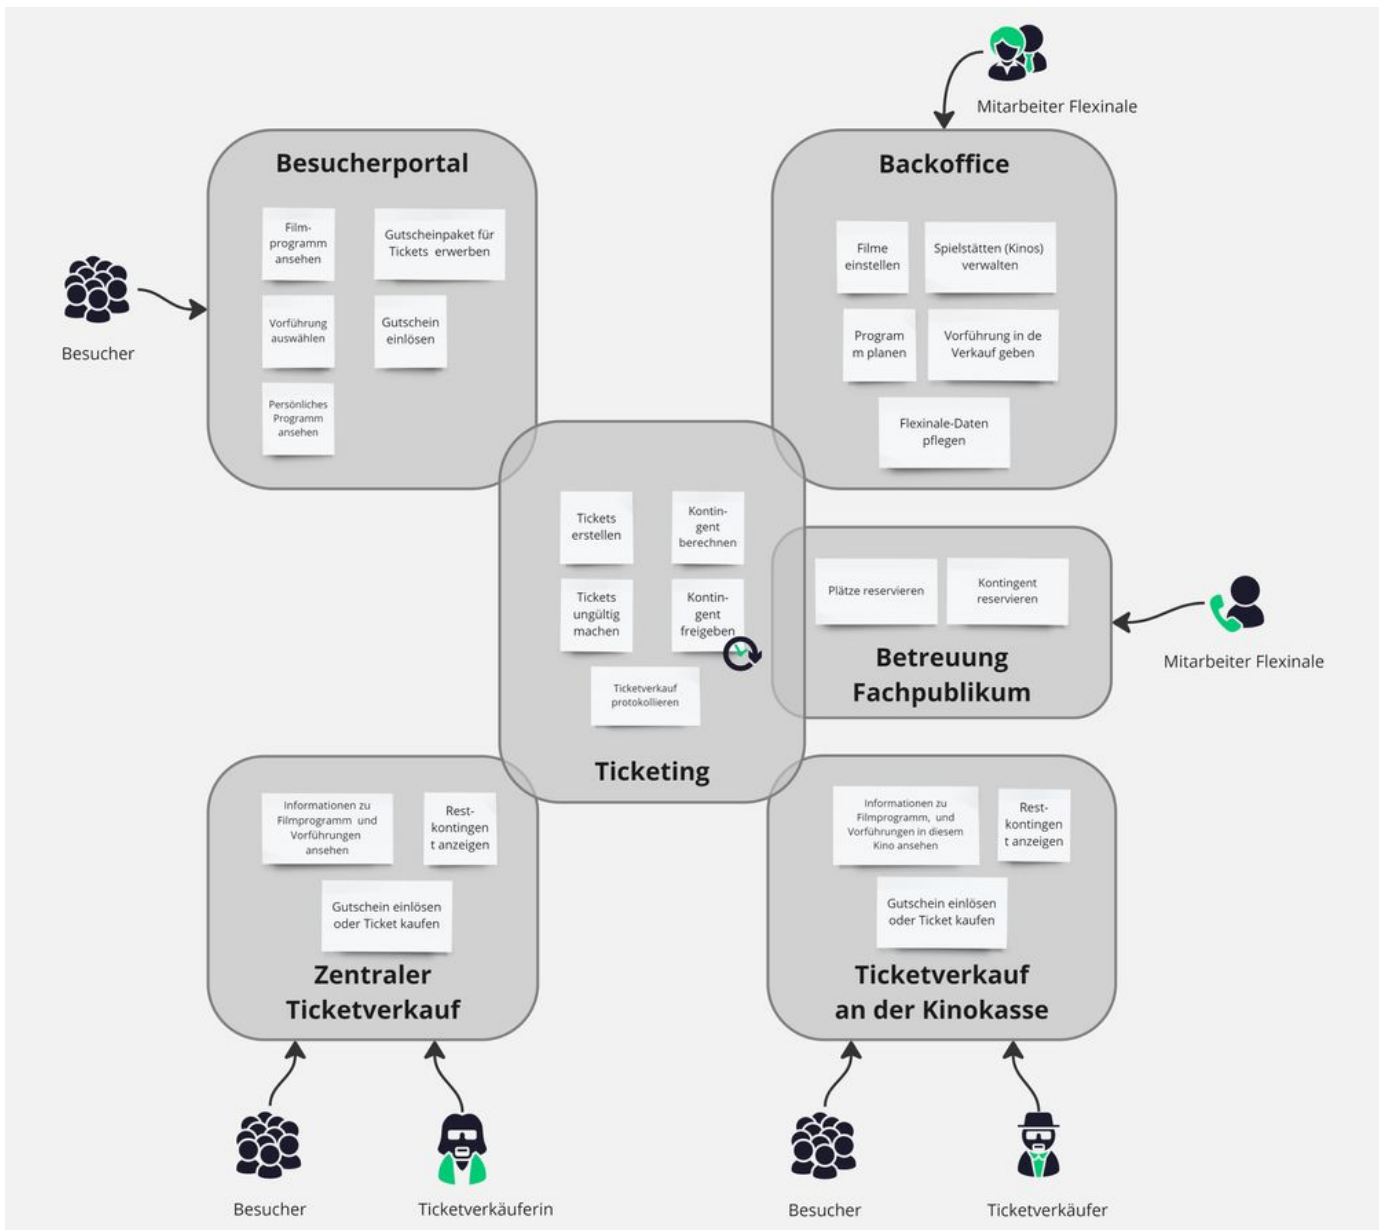 Mitarbeiter Flexinale
Besucherportal
Film-
programm
ansehen
Gutscheinpaket für
Tickets erwerben
Vorführung
auswählen
Gutschein
einlösen
Persönliches
Programm
ansehen
Besucher
Backoffice
Filme
einstellen
Spielstätten (Kinos)
verwalten
Program
m planen
Vorführung in de
Verkauf geben
Flexinale-Daten
pflegen
Tickets
erstellen
Kontin-
gent
berechnen
Tickets
ungültig
machen
Kontin-
gent
freigeben
Ticketverkauf
protokollieren
Ticketing
Plätze reservieren
Kontingent
reservieren
Betreuung
Fachpublikum
Mitarbeiter Flexinale
Informationen zu
Filmprogramm und
Vorführungen
ansehen
Rest-
kontingen
t anzeigen
Gutschein einlösen
oder Ticket kaufen
Zentraler
Ticketverkauf
Informationen zu
Filmprogramm, und
Vorführungen in diesem
Kino ansehen
Rest-
kontingen
t anzeigen
Gutschein einlösen
oder Ticket kaufen
Ticketverkauf
an der Kinokasse
Besucher
Ticketverkäuferin
Besucher
Ticketverkäufer